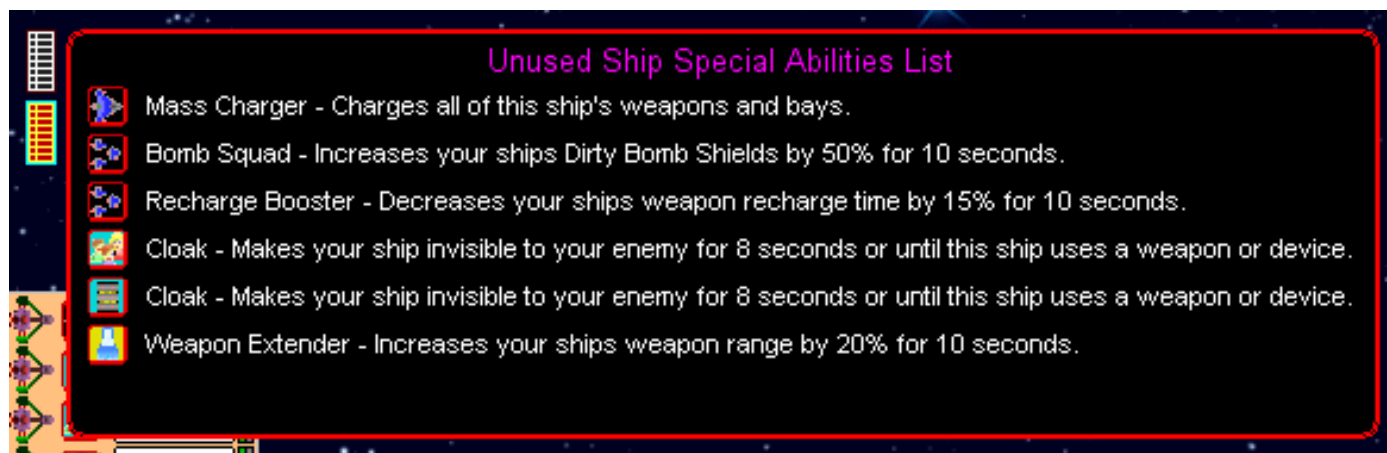 Unused Ship Special Abilities List
Mass Charger - Charges all of this ship's weapons and bays.
Bomb Squad - Increases your ships Dirty Bomb Shields by 50% for 10 seconds.
Recharge Booster - Decreases your ships weapon recharge time by 15% for 10 seconds.
Cloak - Makes your ship invisible to your enemy for 8 seconds or until this ship uses a weapon or device.
Cloak - Makes your ship invisible to your enemy for 8 seconds or until this ship uses a weapon or device.
Weapon Extender - Increases your ships weapon range by 20% for 10 seconds.